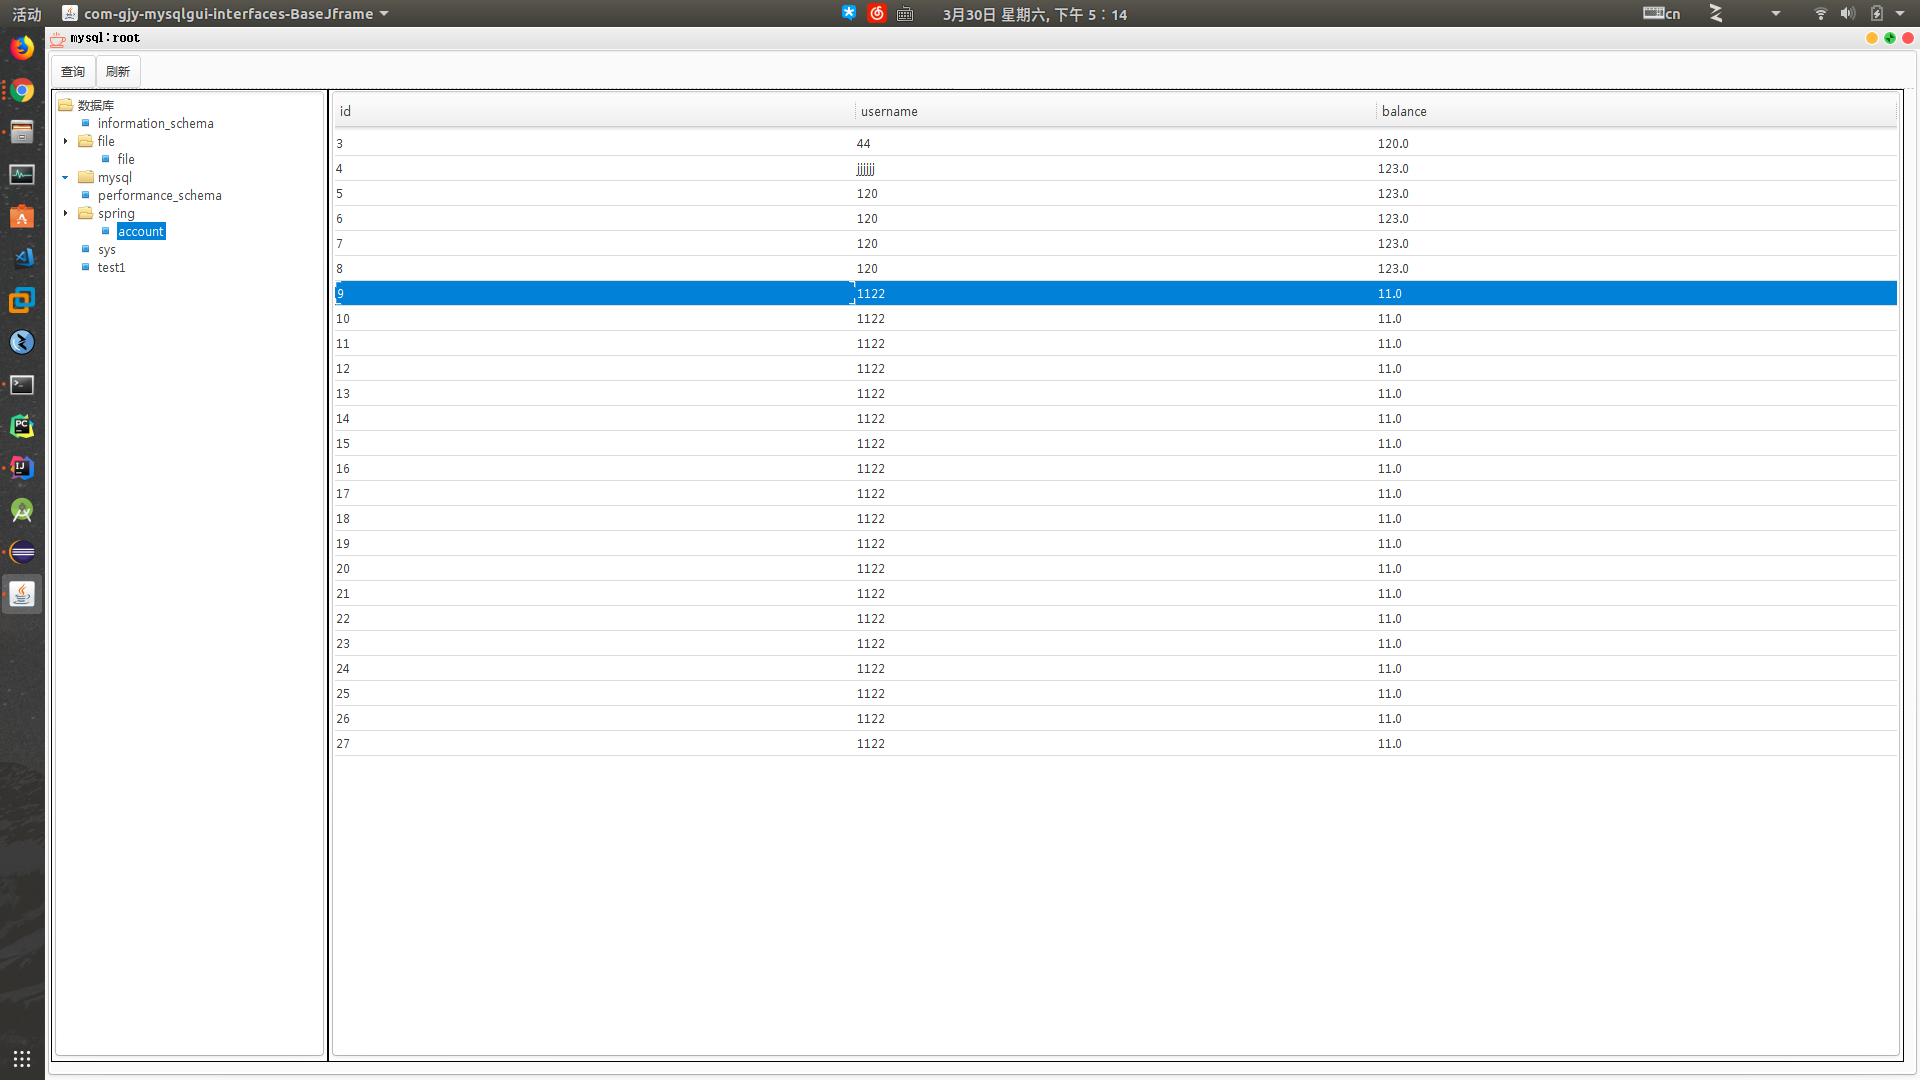 活动 com-gjy-mysqlgui-interfaces-BaseJframe 3月30日 星期六, 下午 5：14 cn
mysql:root
查询 刷新
数据库
information_schema
file
file
mysql
performance_schema
spring
account
sys
test1
id username balance
3 44 120.0
4 jjjjjj 123.0
5 120 123.0
6 120 123.0
7 120 123.0
8 120 123.0
9 1122 11.0
10 1122 11.0
11 1122 11.0
12 1122 11.0
13 1122 11.0
14 1122 11.0
15 1122 11.0
16 1122 11.0
17 1122 11.0
18 1122 11.0
19 1122 11.0
20 1122 11.0
21 1122 11.0
22 1122 11.0
23 1122 11.0
24 1122 11.0
25 1122 11.0
26 1122 11.0
27 1122 11.0
PC
IJ